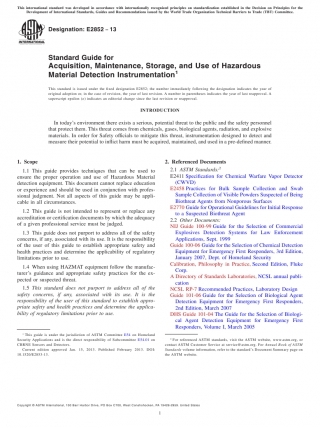 This international standard was developed in accordance with internationally recognized principles on standardization established in the Decision on Principles for the
Development of International Standards, Guides and Recommendations issued by the World Trade Organization Technical Barriers to Trade (TBT) Committee.
Designation: E2852 − 13
Standard Guide for
Acquisition, Maintenance, Storage, and Use of Hazardous
Material Detection Instrumentation1
This standard is issued under the fixed designation E2852; the number immediately following the designation indicates the year of
original adoption or, in the case of revision, the year of last revision. A number in parentheses indicates the year of last reapproval. A
superscript epsilon (ε) indicates an editorial change since the last revision or reapproval.
INTRODUCTION
In today's environment there exists a serious, potential threat to the public and the safety personnel
that protect them. This threat comes from chemicals, gases, biological agents, radiation, and explosive
materials. In order for Safety officials to mitigate this threat, instrumentation designed to detect and
measure their potential to inflict harm must be acquired, maintained, and used in a pre-defined manner.
1. Scope
1.1 This guide provides techniques that can be used to
ensure the proper operation and use of Hazardous Material
detection equipment. This document cannot replace education
or experience and should be used in conjunction with profes-
sional judgment. Not all aspects of this guide may be appli-
cable in all circumstances.
1.2 This guide is not intended to represent or replace any
accreditation or certification documents by which the adequacy
of a given professional service must be judged.
1.3 This guide does not purport to address all of the safety
concerns, if any, associated with its use. It is the responsibility
of the user of this guide to establish appropriate safety and
health practices and determine the applicability of regulatory
limitations prior to use.
1.4 When using HAZMAT equipment follow the manufac-
turer's guidance and appropriate safety practices for the ex-
pected or suspected threat.
1.5 This standard does not purport to address all of the
safety concerns, if any, associated with its use. It is the
responsibility of the user of this standard to establish appro-
priate safety and health practices and determine the applica-
bility of regulatory limitations prior to use.
2. Referenced Documents
2.1 ASTM Standards:2
E2411 Specification for Chemical Warfare Vapor Detector
(CWVD)
E2458 Practices for Bulk Sample Collection and Swab
Sample Collection of Visible Powders Suspected of Being
Biothreat Agents from Nonporous Surfaces
E2770 Guide for Operational Guidelines for Initial Response
to a Suspected Biothreat Agent
2.2 Other Documents:
NIJ Guide 100-99 Guide for the Selection of Commercial
Explosives Detection Systems for Law Enforcement
Applications, Sept. 1999
Guide 100-04 Guide for the Selection of Chemical Detection
Equipment for Emergency First Responders, 3rd Edition,
January 2007, Dept. of Homeland Security
Calibration, Philosophy in Practice, Second Edition, Fluke
Corp.
A Directory of Standards Laboratories, NCSL annual publi-
cation
NCSL RP-7 Recommended Practices, Laboratory Design
Guide 101-06 Guide for the Selection of Biological Agent
Detection Equipment for Emergency First Responders,
2nd Edition, March 2007
DHS Guide 101-04 The Guide for the Selection of Biologi-
cal Agent Detection Equipment for Emergency First
Responders, Volume 1, March 2005
1 This guide is under the jurisdiction of ASTM Committee E54 on Homeland
Security Applications and is the direct responsibility of Subcommittee E54.01 on
CBRNE Sensors and Detectors.
Current edition approved Jan. 15, 2013. Published February 2013. DOI:
10.1520/E2852-13.
2 For referenced ASTM standards, visit the ASTM website, www.astm.org, or
contact ASTM Customer Service at service@astm.org. For Annual Book of ASTM
Standards volume information, refer to the standard's Document Summary page on
the ASTM website.
Copyright © ASTM International, 100 Barr Harbor Drive, PO Box C700, West Conshohocken, PA 19428-2959. United States
1